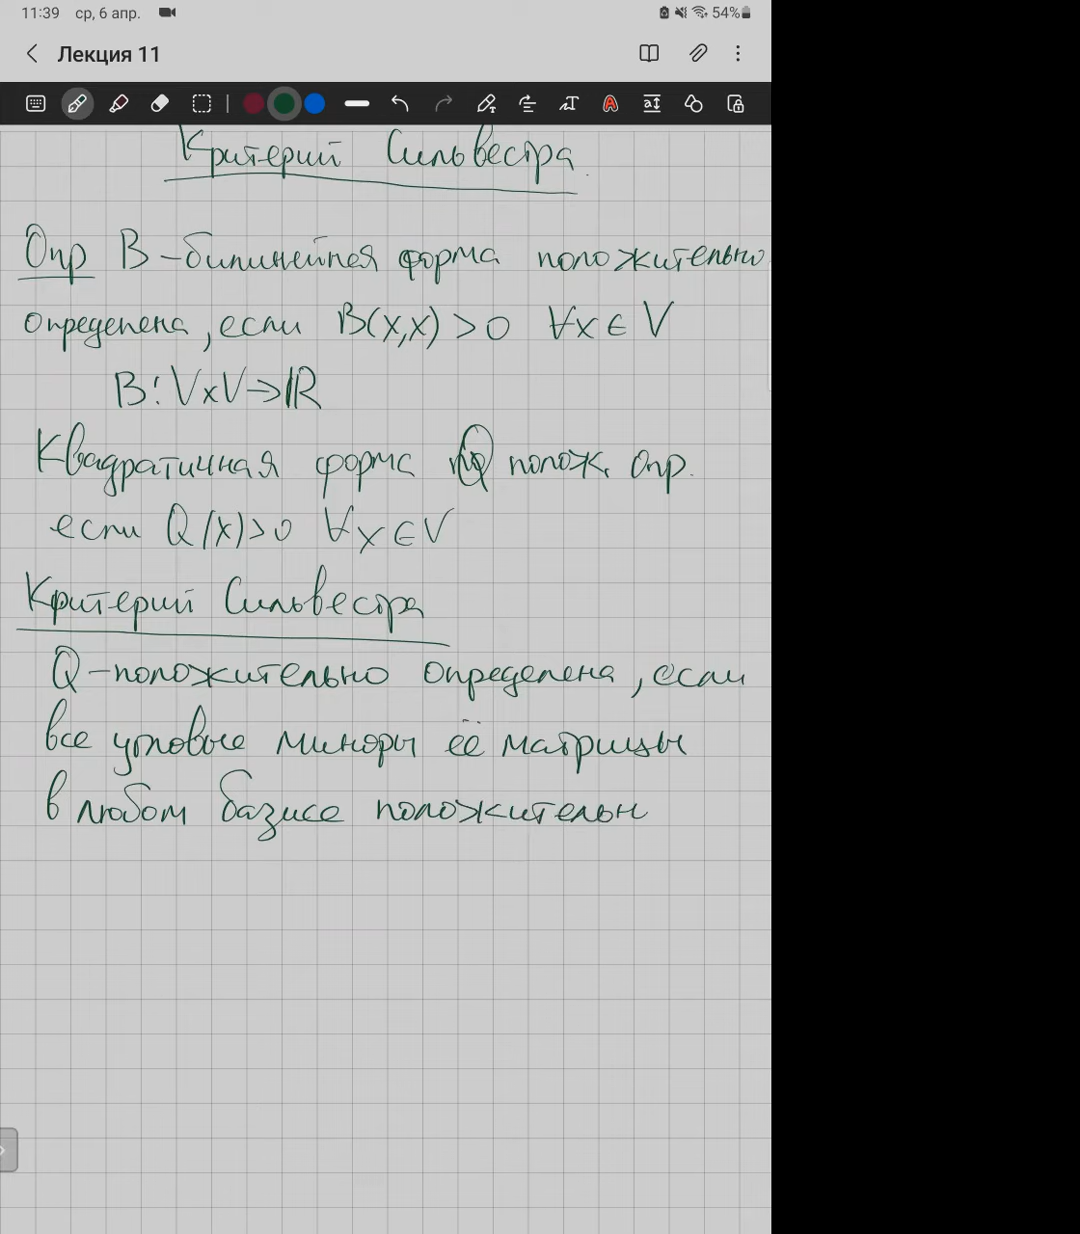 11:39 ср, 6 апр. 54%
Лекция 11
Критерий Сильвестра
Опр B - билинейная форма положительно
определена, если B(x,x) > 0 ∀x ∈ V
B: V×V → ℝ
Квадратичная форма Q полож. опр.
если Q(x)>0 ∀x∈V
Критерий Сильвестра
Q - положительно определена, если
все угловые миноры её матрицы
в любом базисе положительн